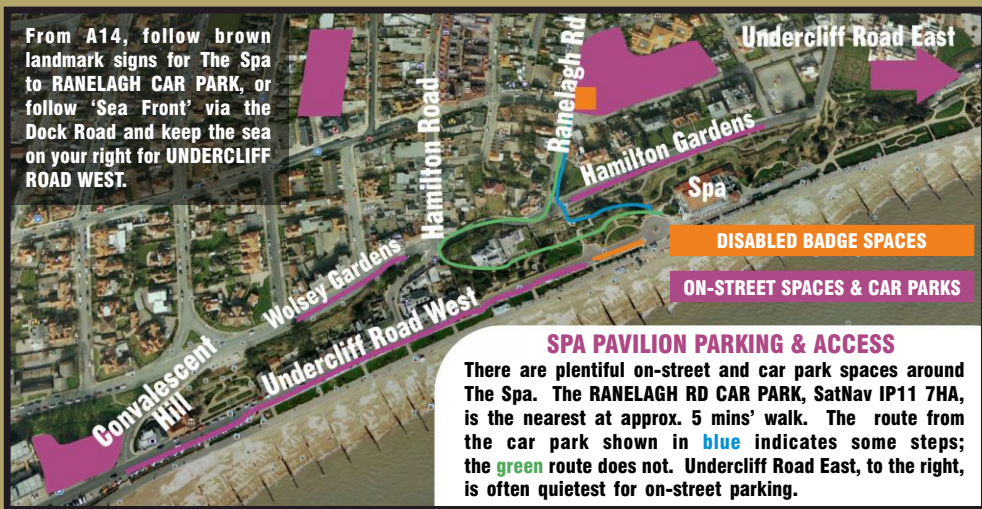 From A14, follow brown
landmark signs for The Spa
to RANELAGH CAR PARK, or
follow ‘Sea Front’ via the
Dock Road and keep the sea
on your right for UNDERCLIFF
ROAD WEST.
Hamilton Road
Ranelagh Rd
Undercliff Road East
Hamilton Gardens
Spa
Wolsey Gardens
Undercliff Road West
Convalescent
Hill
DISABLED BADGE SPACES
ON-STREET SPACES & CAR PARKS
SPA PAVILION PARKING & ACCESS
There are plentiful on-street and car park spaces around
The Spa. The RANELAGH RD CAR PARK, SatNav IP11 7HA,
is the nearest at approx. 5 mins’ walk. The route from
the car park shown in blue indicates some steps;
the green route does not. Undercliff Road East, to the right,
is often quietest for on-street parking.